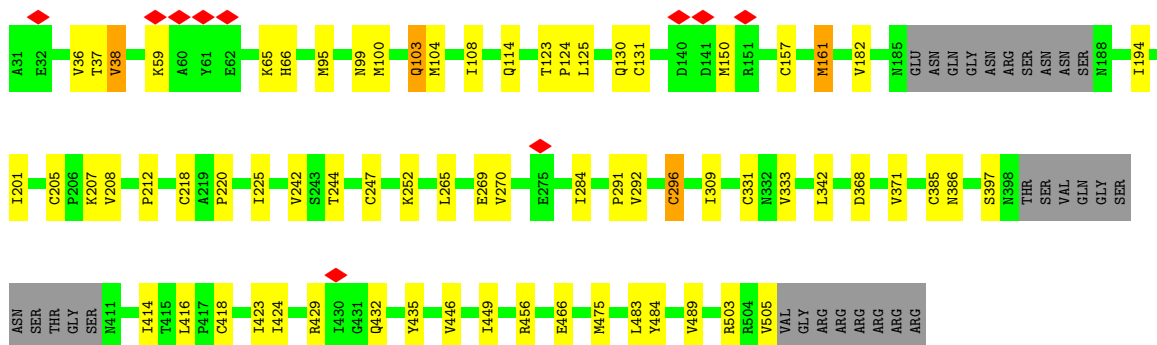 A31 E32 V36 T37 V38 K59 A60 Y61 E62 K65 H66 M95 N99 M100 Q103 M104 I108 Q114 T123 P124 L125 Q130 C131 D140 D141 M150 R151 C157 M161 V182 N185 GLU ASN GLN GLY ASN ARG SER ASN ASN SER N188 I194
I201 C205 P206 K207 V208 P212 C218 A219 P220 I225 V242 S243 T244 C247 K252 L265 E269 V270 E275 I284 P291 V292 C296 I309 C331 N332 V333 L342 D368 V371 C385 N386 S397 N398 THR SER VAL GLN GLY SER
ASN SER THR GLY SER N411 I414 T415 L416 P417 C418 I423 I424 R429 I430 G431 Q432 Y435 V446 I449 R456 E466 M475 L483 Y484 V489 R503 R504 V505 VAL GLY ARG ARG ARG ARG ARG ARG